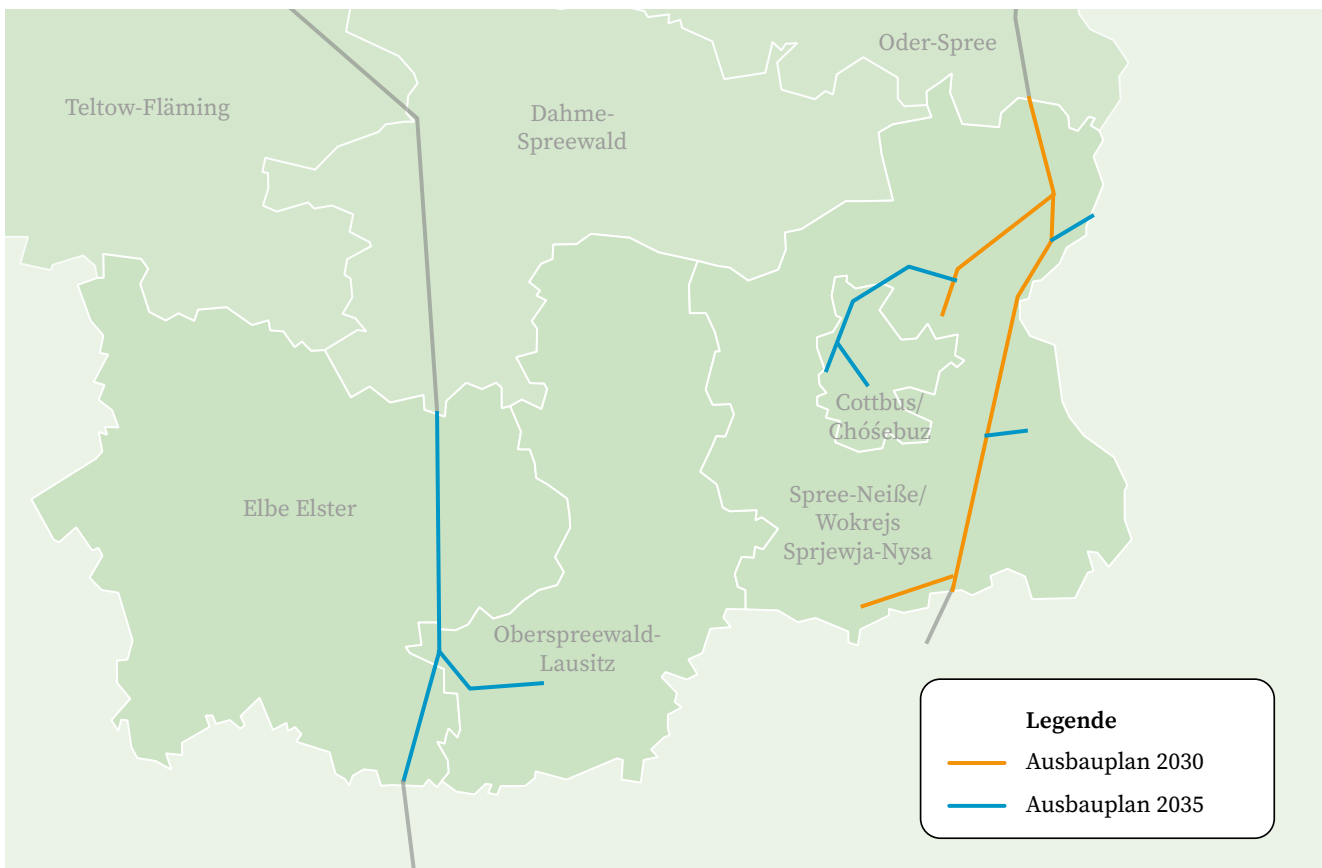 Oder-Spree
Teltow-Fläming
Dahme-
Spreewald
Cottbus/
Chóśebuz
Elbe Elster
Spree-Neiße/
Wokrejs
Sprjewja-Nysa
Oberspreewald-
Lausitz
Legende
Ausbauplan 2030
Ausbauplan 2035